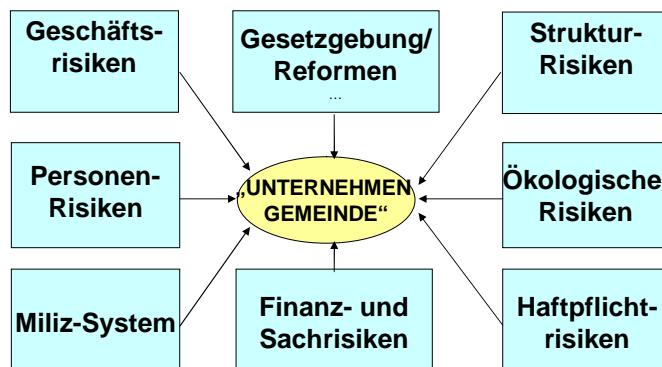 Geschäfts-
risiken
Gesetzgebung/
Reformen
...
Struktur-
Risiken
Personen-
Risiken
„UNTERNEHMEN
GEMEINDE“
Ökologische
Risiken
Miliz-System
Finanz- und
Sachrisiken
Haftpflicht-
risiken